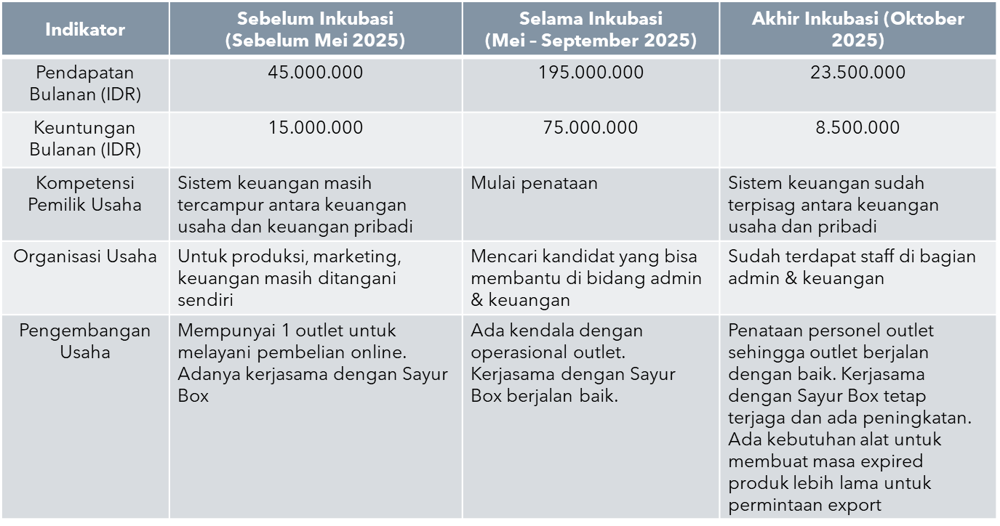 Indikator
Sebelum Inkubasi
(Sebelum Mei 2025)
Selama Inkubasi
(Mei – September 2025)
Akhir Inkubasi (Oktober
2025)
Pendapatan
Bulanan (IDR)
45.000.000
195.000.000
23.500.000
Keuntungan
Bulanan (IDR)
15.000.000
75.000.000
8.500.000
Kompetensi
Pemilik Usaha
Sistem keuangan masih
tercampur antara keuangan
usaha dan keuangan pribadi
Mulai penataan
Sistem keuangan sudah
terpisag antara keuangan
usaha dan pribadi
Organisasi Usaha
Untuk produksi, marketing,
keuangan masih ditangani
sendiri
Mencari kandidat yang bisa
membantu di bidang admin
& keuangan
Sudah terdapat staff di bagian
admin & keuangan
Pengembangan
Usaha
Mempunyai 1 outlet untuk
melayani pembelian online.
Adanya kerjasama dengan Sayur
Box
Ada kendala dengan
operasional outlet.
Kerjasama dengan Sayur
Box berjalan baik.
Penataan personel outlet
sehingga outlet berjalan
dengan baik. Kerjasama
dengan Sayur Box tetap
terjaga dan ada peningkatan.
Ada kebutuhan alat untuk
membuat masa expired
produk lebih lama untuk
permintaan export